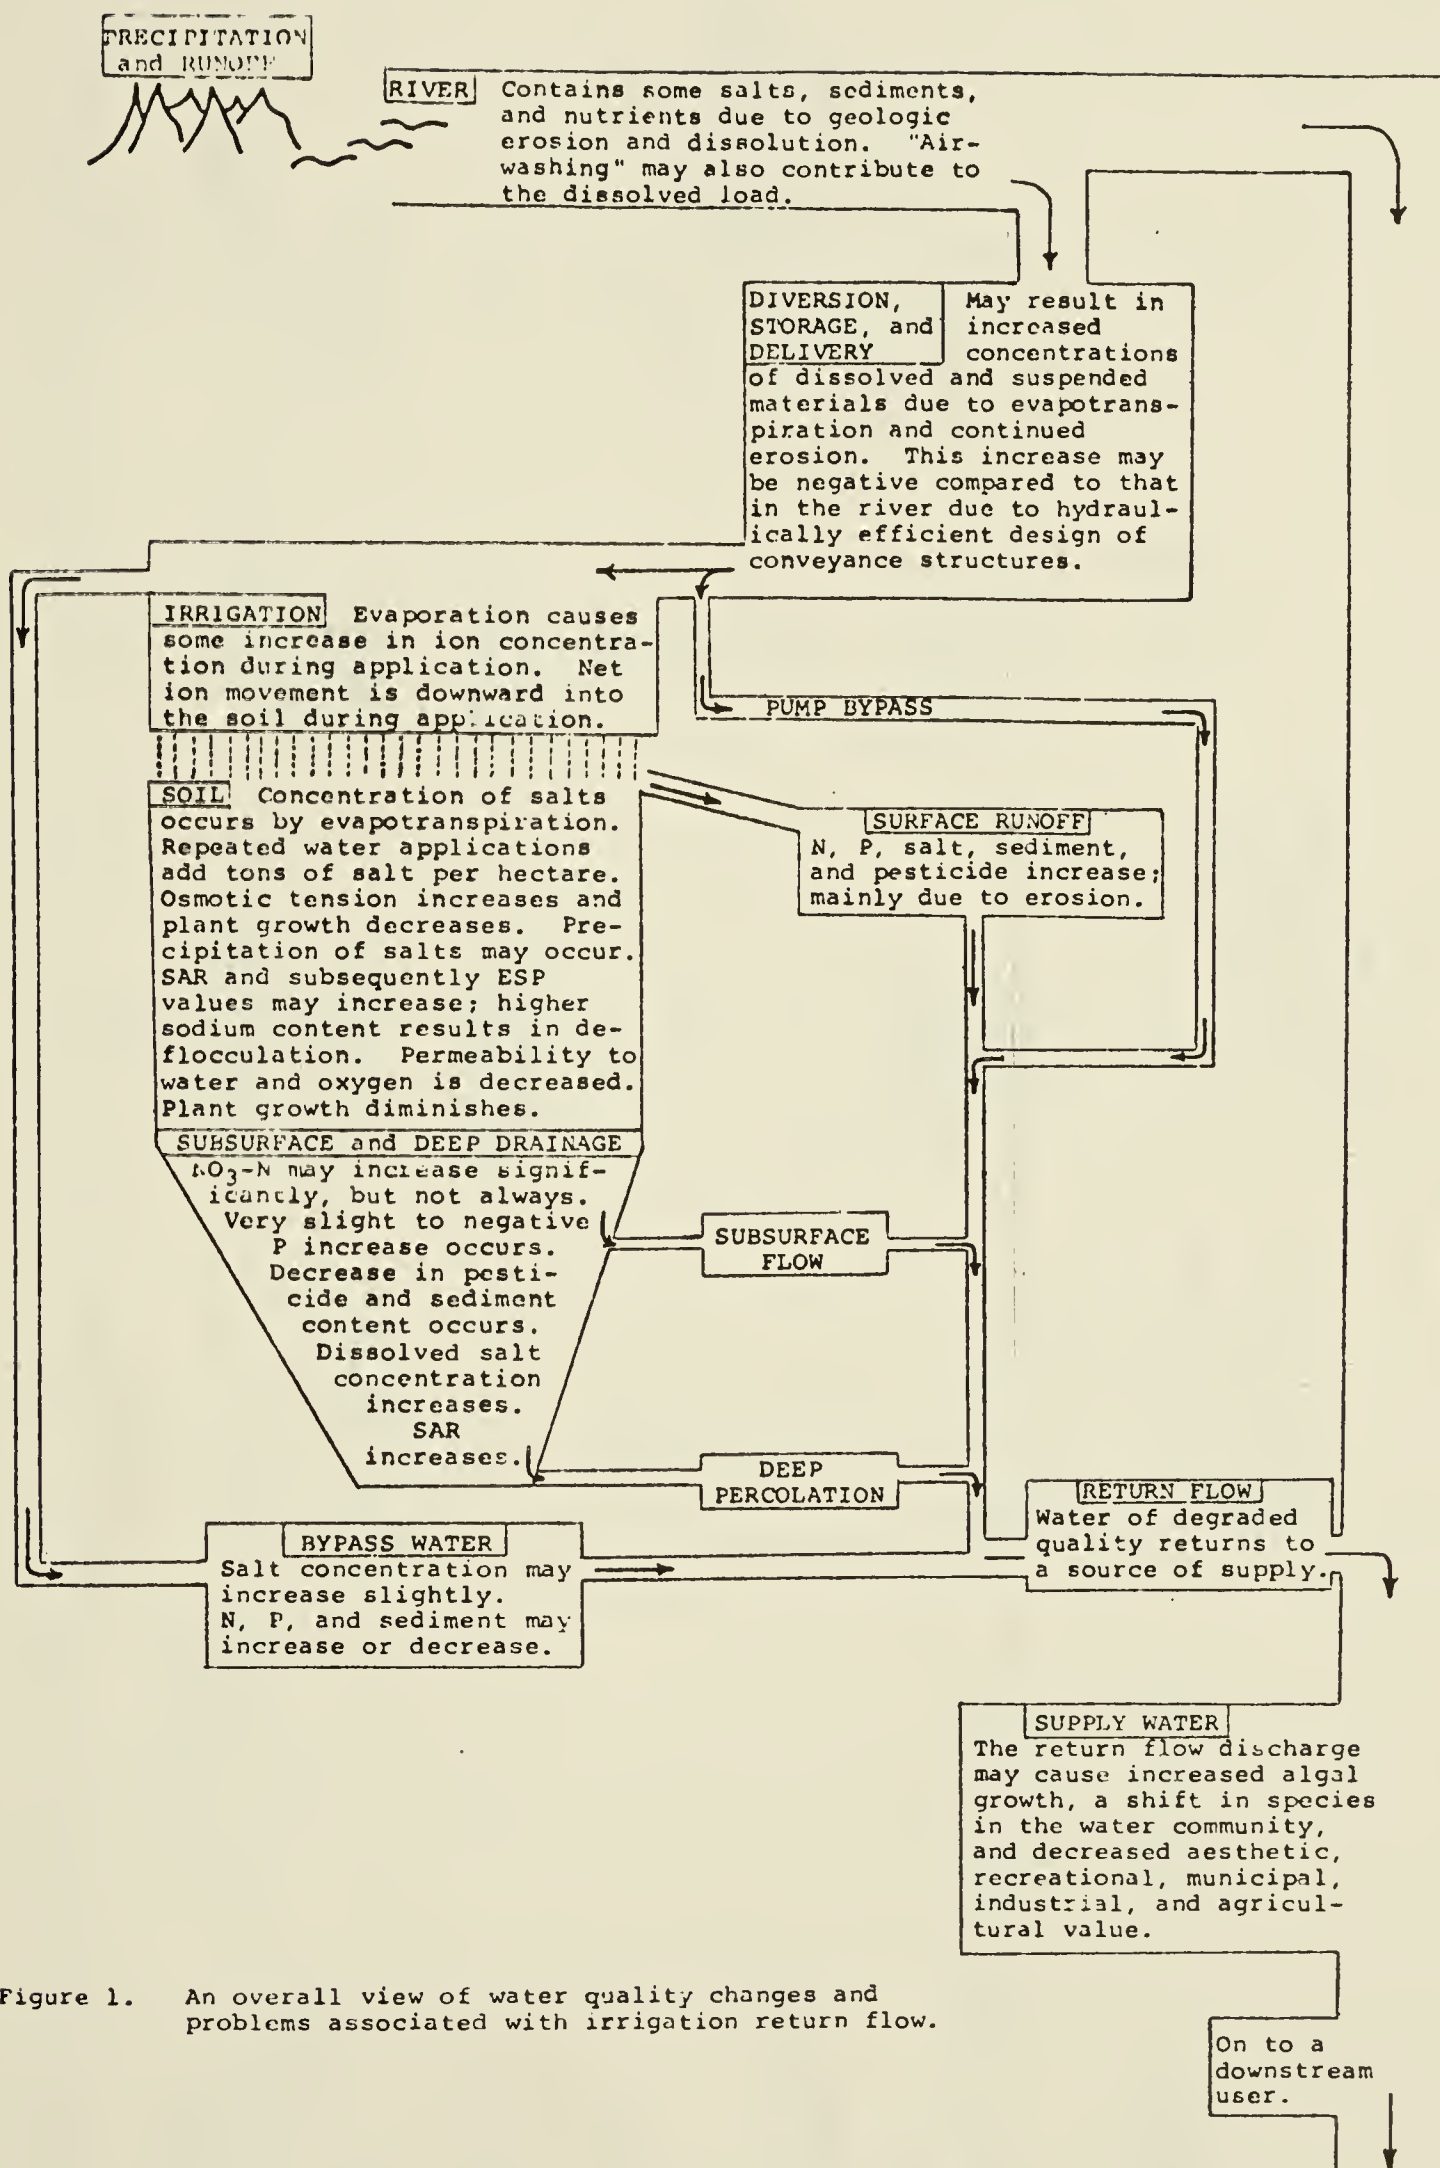 PRECIPITATION
and RUNOFF
RIVER Contains some salts, sediments,
and nutrients due to geologic
erosion and dissolution. "Air-
washing" may also contribute to
the dissolved load.
DIVERSION, May result in
STORAGE, and increased
DELIVERY concentrations
of dissolved and suspended
materials due to evapotrans-
piration and continued
erosion. This increase may
be negative compared to that
in the river due to hydraul-
ically efficient design of
conveyance structures.
IRRIGATION Evaporation causes
some increase in ion concentra-
tion during application. Net
ion movement is downward into
the soil during application.
PUMP BYPASS
SOIL Concentration of salts
occurs by evapotranspiration.
Repeated water applications
add tons of salt per hectare.
Osmotic tension increases and
plant growth decreases. Pre-
cipitation of salts may occur.
SAR and subsequently ESP
values may increase; higher
sodium content results in de-
flocculation. Permeability to
water and oxygen is decreased.
Plant growth diminishes.
SURFACE RUNOFF
N, P, salt, sediment,
and pesticide increase;
mainly due to erosion.
SUBSURFACE and DEEP DRAINAGE
NO3-N may increase signif-
icantly, but not always.
Very slight to negative
P increase occurs.
Decrease in pesti-
cide and sediment
content occurs.
Dissolved salt
concentration
increases.
SAR
increases.
SUBSURFACE
FLOW
DEEP
PERCOLATION
RETURN FLOW
Water of degraded
quality returns to
a source of supply.
BYPASS WATER
Salt concentration may
increase slightly.
N, P, and sediment may
increase or decrease.
SUPPLY WATER
The return flow discharge
may cause increased algal
growth, a shift in species
in the water community,
and decreased aesthetic,
recreational, municipal,
industrial, and agricul-
tural value.
Figure 1. An overall view of water quality changes and
problems associated with irrigation return flow.
On to a
downstream
user.